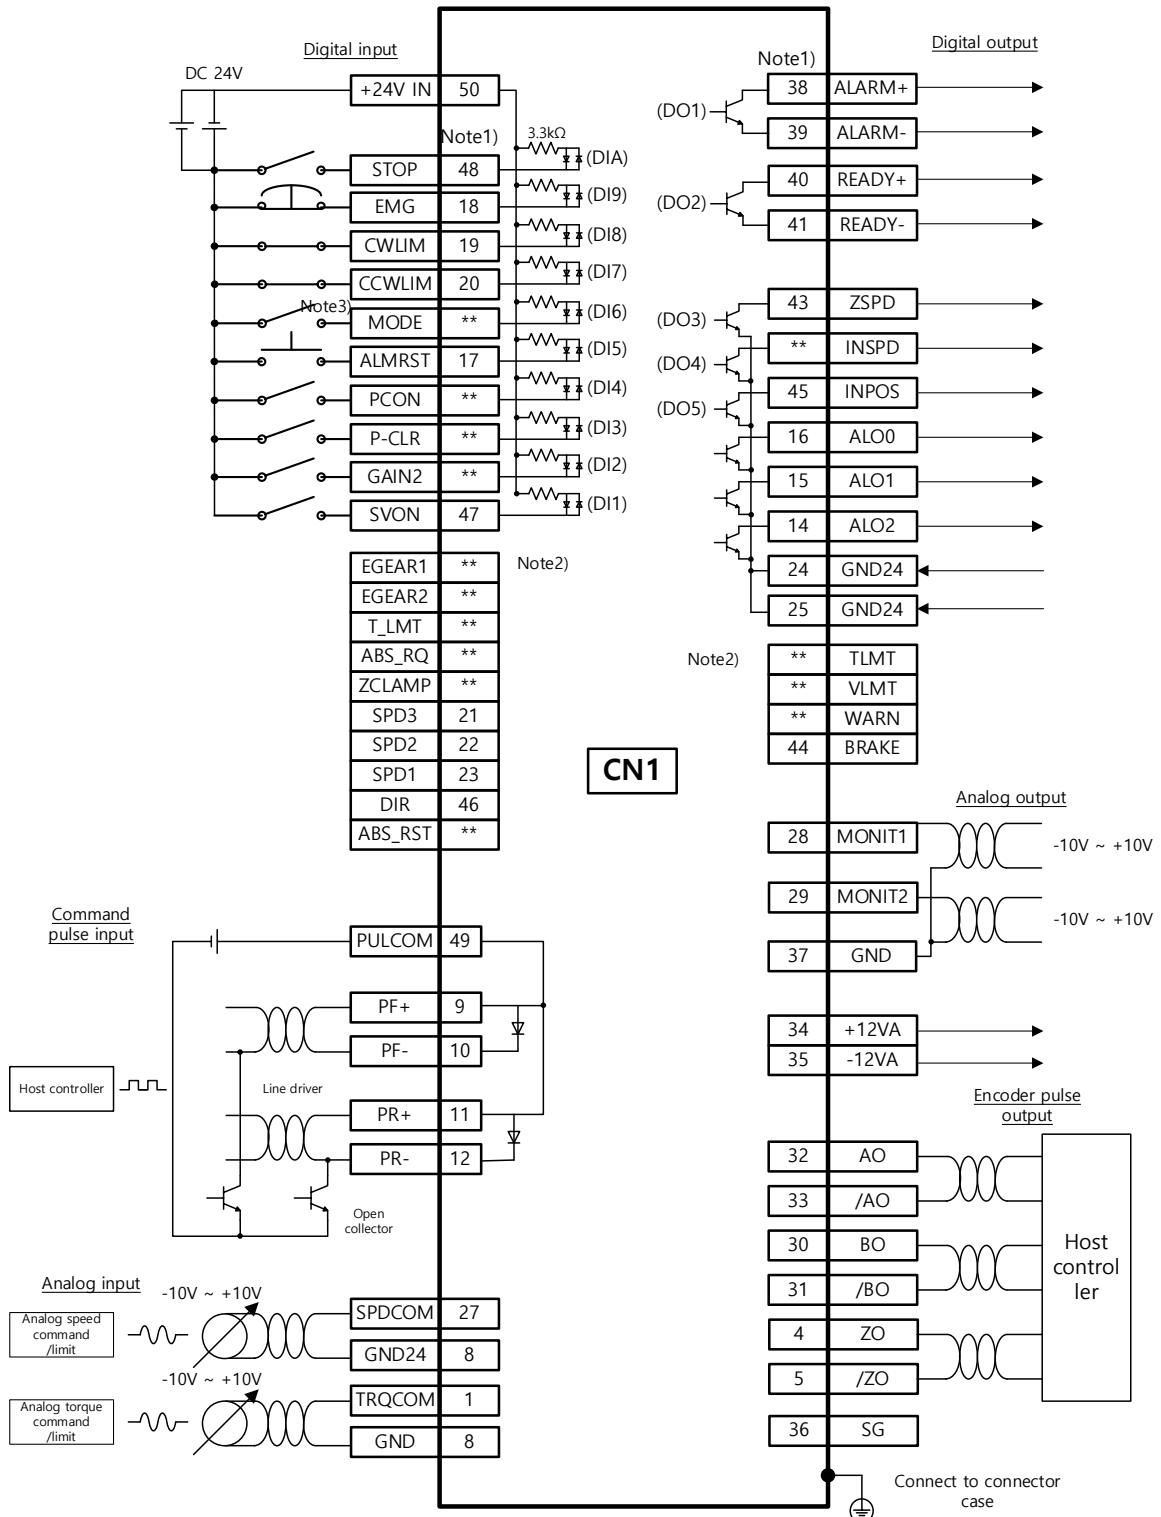 Digital input
DC 24V
+24V IN 50
Note1)
3.3kΩ
STOP 48 (DIA)
EMG 18 (DI9)
CWLIM 19 (DI8)
CCWLIM 20 (DI7)
Note3)
MODE ** (DI6)
ALMRST 17 (DI5)
PCON ** (DI4)
P-CLR ** (DI3)
GAIN2 ** (DI2)
SVON 47 (DI1)
EGEAR1 **
Note2)
EGEAR2 **
T_LMT **
ABS_RQ **
ZCLAMP **
SPD3 21
SPD2 22
SPD1 23
DIR 46
ABS_RST **
Command
pulse input
PULCOM 49
PF+ 9
PF- 10
Host controller
Line driver
PR+ 11
PR- 12
Open
collector
Analog input
-10V ~ +10V
Analog speed
command
/limit
SPDCOM 27
GND24 8
-10V ~ +10V
Analog torque
command
/limit
TRQCOM 1
GND 8
CN1
Digital output
Note1)
(DO1)
38 ALARM+
39 ALARM-
(DO2)
40 READY+
41 READY-
(DO3)
43 ZSPD
(DO4)
** INSPD
(DO5)
45 INPOS
16 ALO0
15 ALO1
14 ALO2
24 GND24
25 GND24
Note2)
** TLMT
** VLMT
** WARN
44 BRAKE
Analog output
28 MONIT1
-10V ~ +10V
29 MONIT2
-10V ~ +10V
37 GND
34 +12VA
35 -12VA
Encoder pulse
output
32 AO
33 /AO
30 BO
31 /BO
4 ZO
5 /ZO
Host
control
ler
36 SG
Connect to connector
case